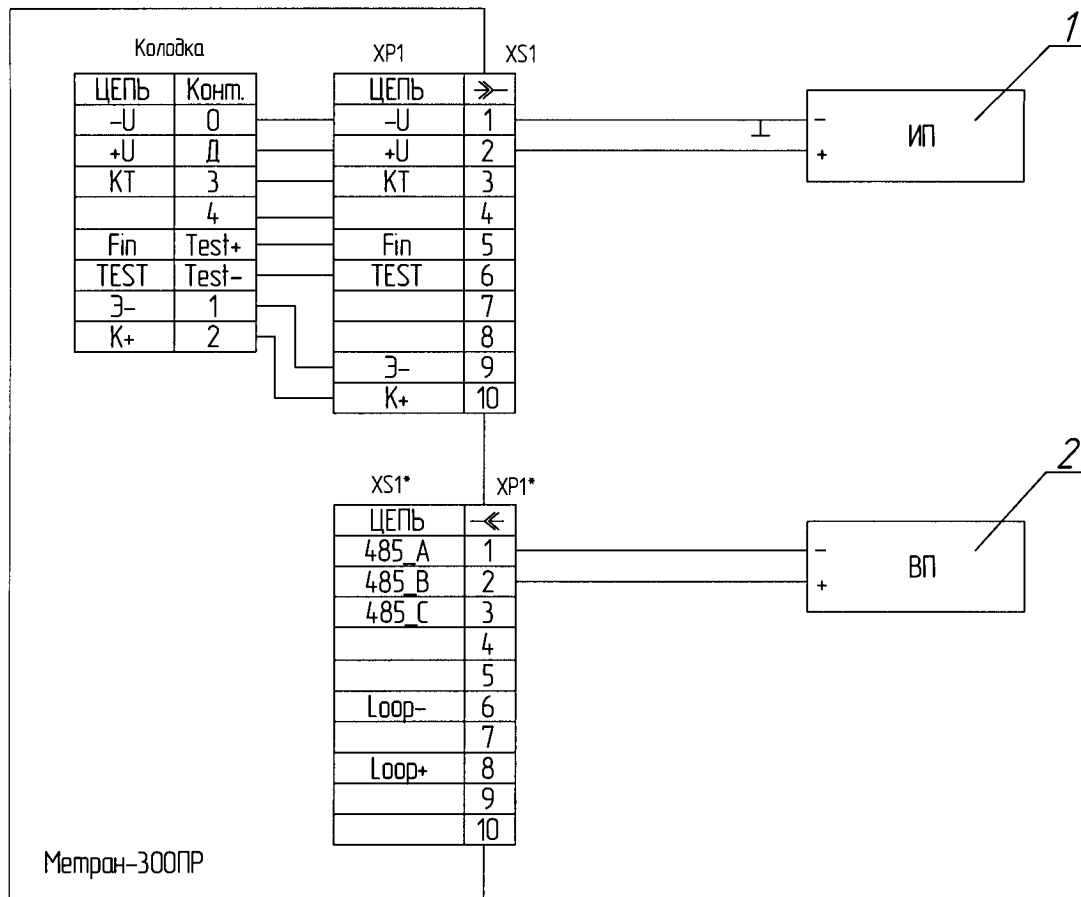 1
Колодка XP1 XS1
ЦЕПЬ Конт. ЦЕПЬ
-U 0 -U 1 - ИП
+U Д +U 2 +
КТ 3 КТ 3
4 4
Fin Test+ Fin 5
TEST Test- TEST 6
Э- 1 7
К+ 2 8
Э- 9
К+ 10
2
XS1* XP1*
ЦЕПЬ
485_A 1 - ВП
485_B 2 +
485_C 3
4
5
Loop- 6
7
Loop+ 8
9
10
Метран-300ПР